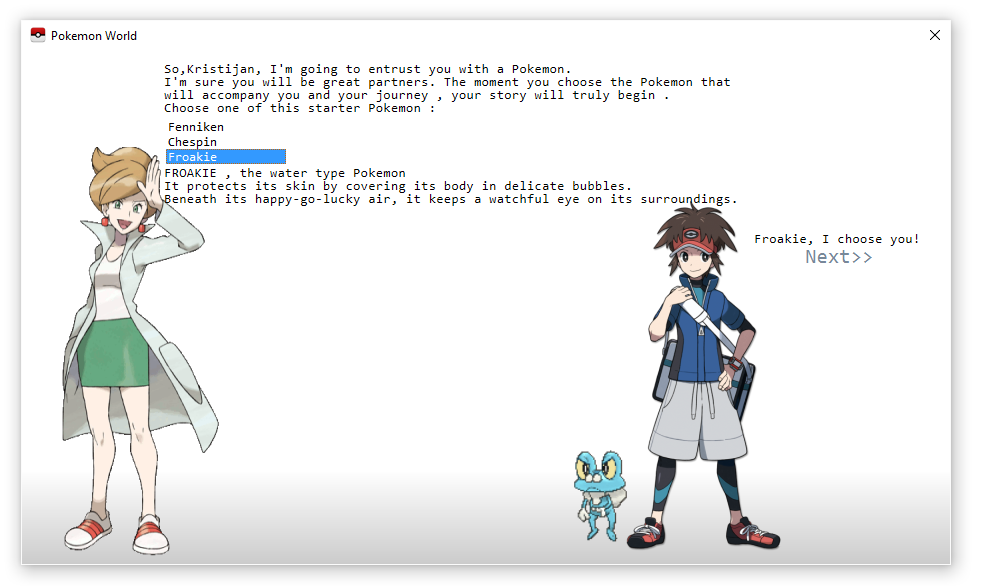 Pokemon World
So,Kristijan, I'm going to entrust you with a Pokemon.
I'm sure you will be great partners. The moment you choose the Pokemon that
will accompany you and your journey , your story will truly begin .
Choose one of this starter Pokemon :
Fenniken
Chespin
Froakie
FROAKIE , the water type Pokemon
It protects its skin by covering its body in delicate bubbles.
Beneath its happy-go-lucky air, it keeps a watchful eye on its surroundings.
Froakie, I choose you!
Next>>